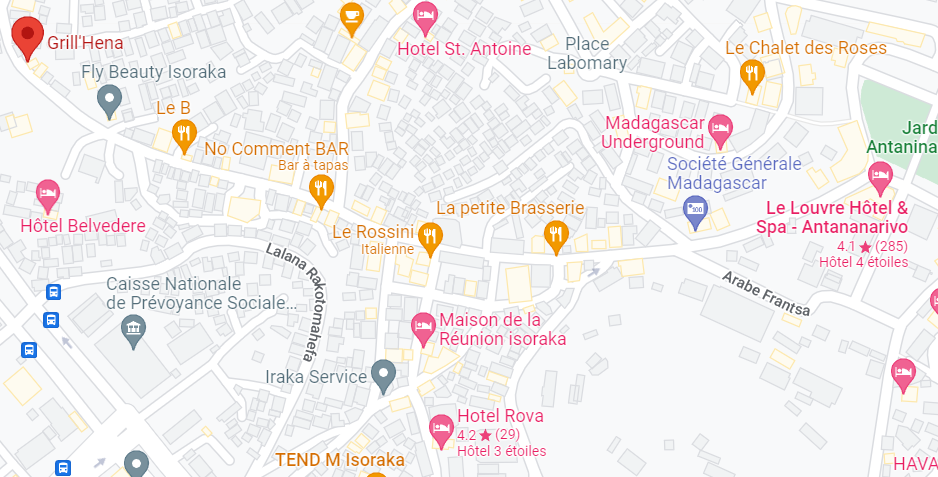 Grill'Hena
Hotel St. Antoine
Place
Labomary
Le Chalet des Roses
Fly Beauty Isoraka
Le B
No Comment BAR
Bar à tapas
Madagascar
Underground
Jard
Antanina
Société Générale
Madagascar
Hôtel Belvedere
Le Rossini
Italienne
La petite Brasserie
Le Louvre Hôtel &
Spa - Antananarivo
4.1 ★ (285)
Hôtel 4 étoiles
Lalana Rakotomahefa
Arabe Frantsa
Caisse Nationale
de Prévoyance Sociale...
Maison de la
Réunion isoraka
Iraka Service
Hotel Rova
4.2 ★ (29)
Hôtel 3 étoiles
TEND M Isoraka
HAVA